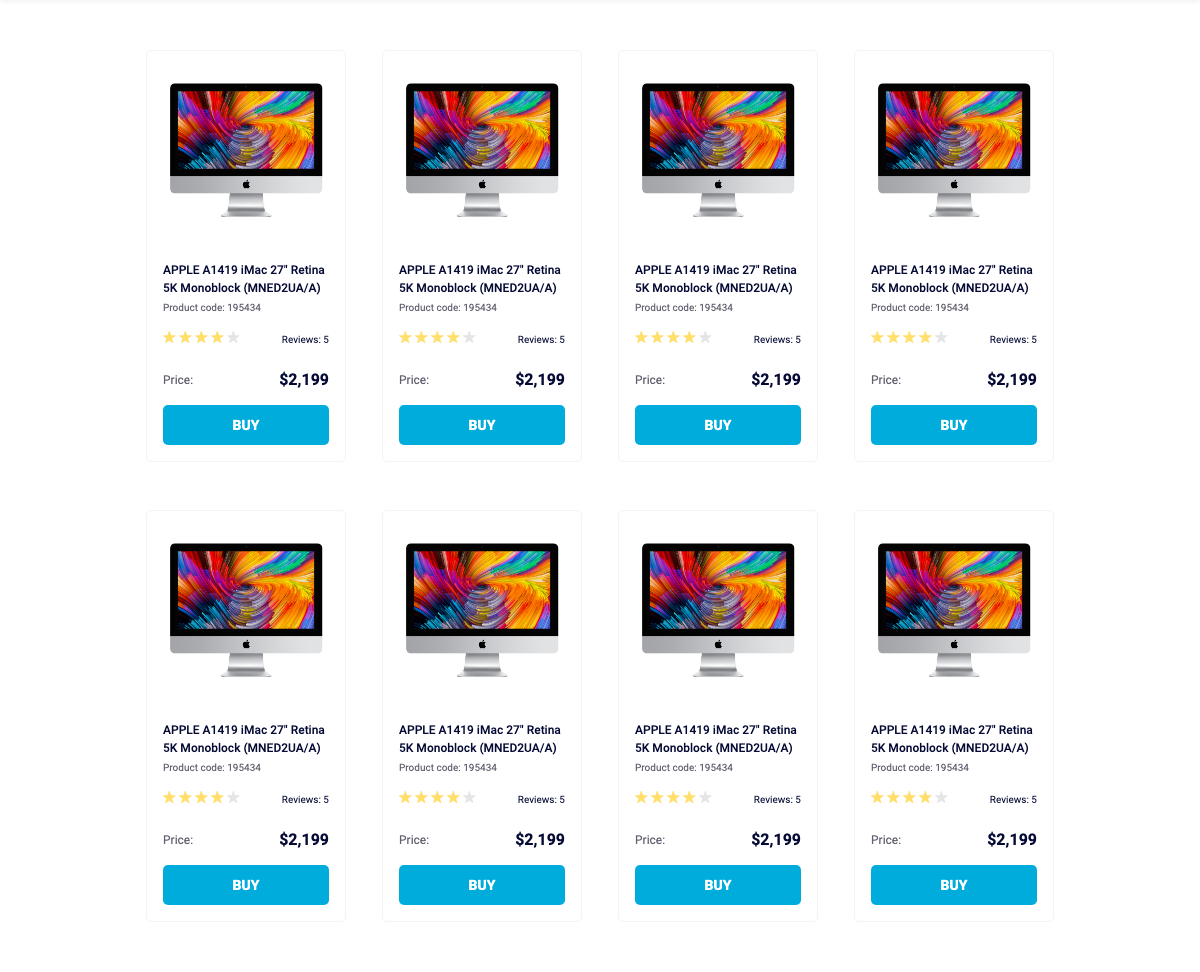 APPLE A1419 iMac 27" Retina
5K Monoblock (MNED2UA/A)
Product code: 195434
Reviews: 5
Price: $2,199
BUY
APPLE A1419 iMac 27" Retina
5K Monoblock (MNED2UA/A)
Product code: 195434
Reviews: 5
Price: $2,199
BUY
APPLE A1419 iMac 27" Retina
5K Monoblock (MNED2UA/A)
Product code: 195434
Reviews: 5
Price: $2,199
BUY
APPLE A1419 iMac 27" Retina
5K Monoblock (MNED2UA/A)
Product code: 195434
Reviews: 5
Price: $2,199
BUY
APPLE A1419 iMac 27" Retina
5K Monoblock (MNED2UA/A)
Product code: 195434
Reviews: 5
Price: $2,199
BUY
APPLE A1419 iMac 27" Retina
5K Monoblock (MNED2UA/A)
Product code: 195434
Reviews: 5
Price: $2,199
BUY
APPLE A1419 iMac 27" Retina
5K Monoblock (MNED2UA/A)
Product code: 195434
Reviews: 5
Price: $2,199
BUY
APPLE A1419 iMac 27" Retina
5K Monoblock (MNED2UA/A)
Product code: 195434
Reviews: 5
Price: $2,199
BUY